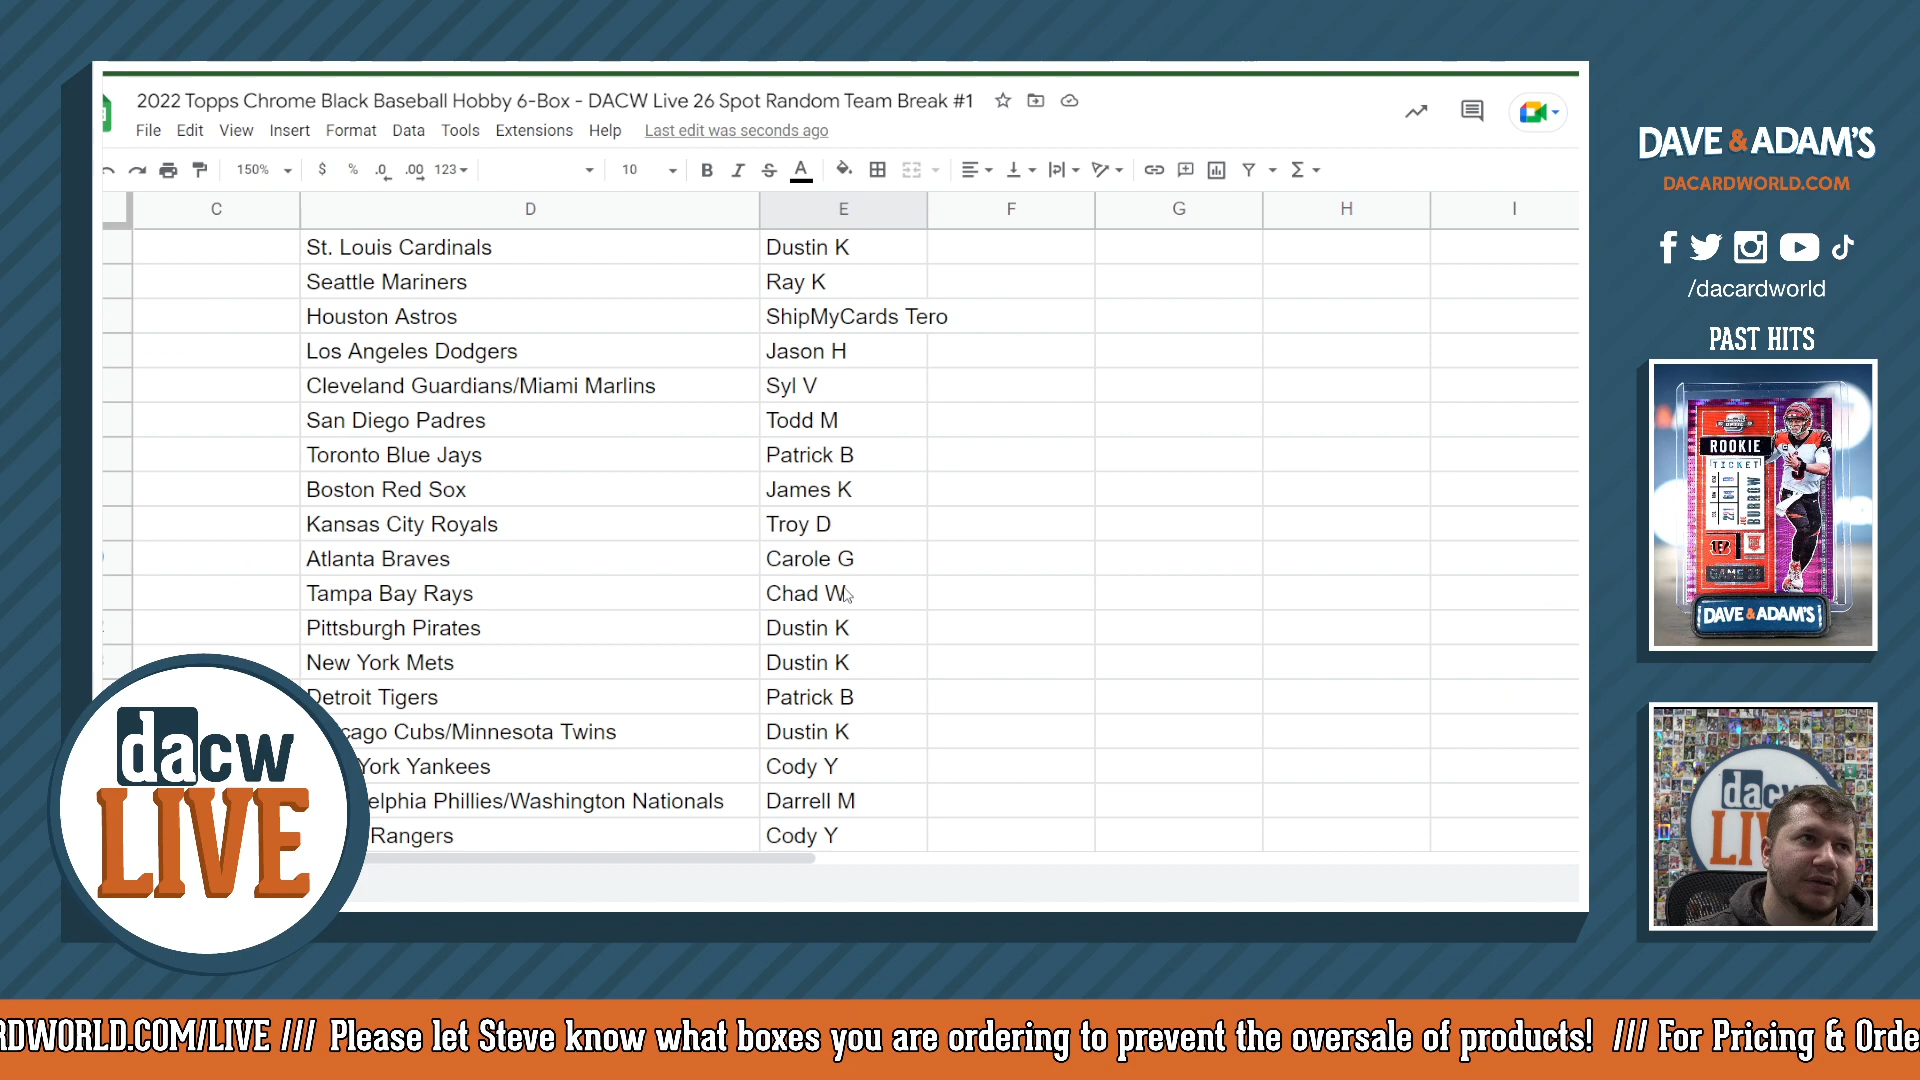 2022 Topps Chrome Black Baseball Hobby 6-Box - DACW Live 26 Spot Random Team Break #1
File Edit View Insert Format Data Tools Extensions Help Last edit was seconds ago
150% $ % .0 .00 123 10 B I S A
C D E F G H I
St. Louis Cardinals Dustin K
Seattle Mariners Ray K
Houston Astros ShipMyCards Tero
Los Angeles Dodgers Jason H
Cleveland Guardians/Miami Marlins Syl V
San Diego Padres Todd M
Toronto Blue Jays Patrick B
Boston Red Sox James K
Kansas City Royals Troy D
Atlanta Braves Carole G
Tampa Bay Rays Chad W
Pittsburgh Pirates Dustin K
New York Mets Dustin K
Detroit Tigers Patrick B
cago Cubs/Minnesota Twins Dustin K
York Yankees Cody Y
elphia Phillies/Washington Nationals Darrell M
Rangers Cody Y
dacw
LIVE
DAVE & ADAM'S
DACARDWORLD.COM
/dacardworld
PAST HITS
ROOKIE
TICKET
BURROW
DAVE & ADAM'S
dacw
LI
RDWORLD.COM/LIVE /// Please let Steve know what boxes you are ordering to prevent the oversale of products! /// For Pricing & Orde